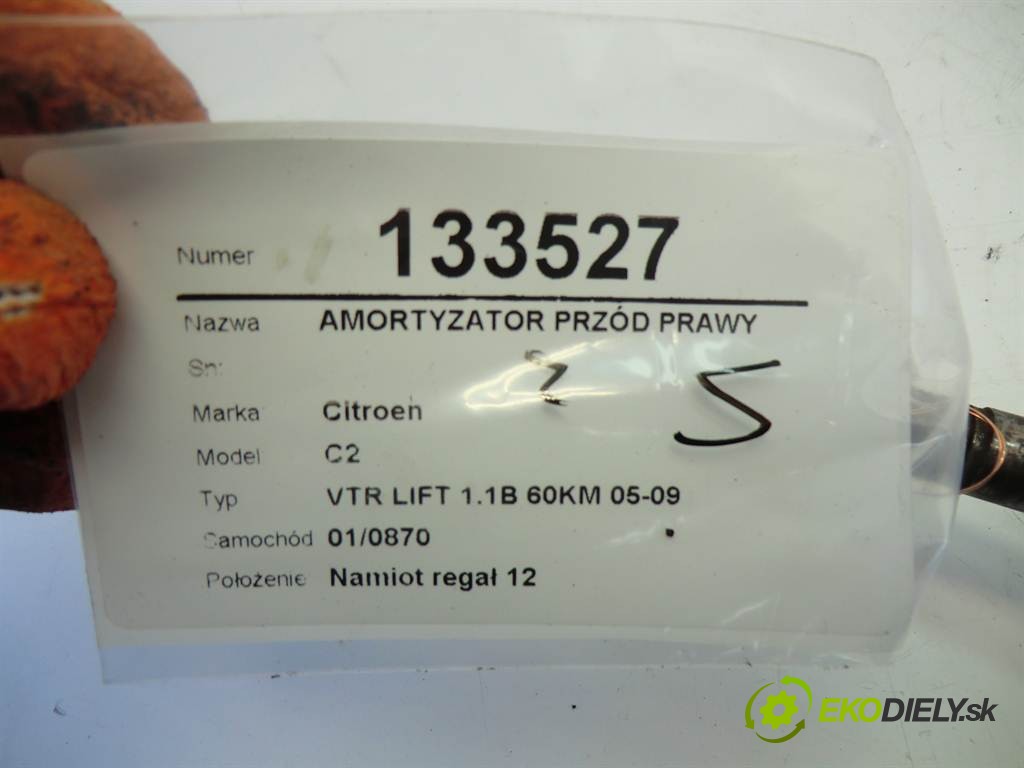 Numer 133527
Nazwa AMORTYZATOR PRZÓD PRAWY
Sn:
Marka Citroen
Model C2
Typ VTR LIFT 1.1B 60KM 05-09
Samochód 01/0870
Położenie Namiot regał 12
EKODIELY.sk